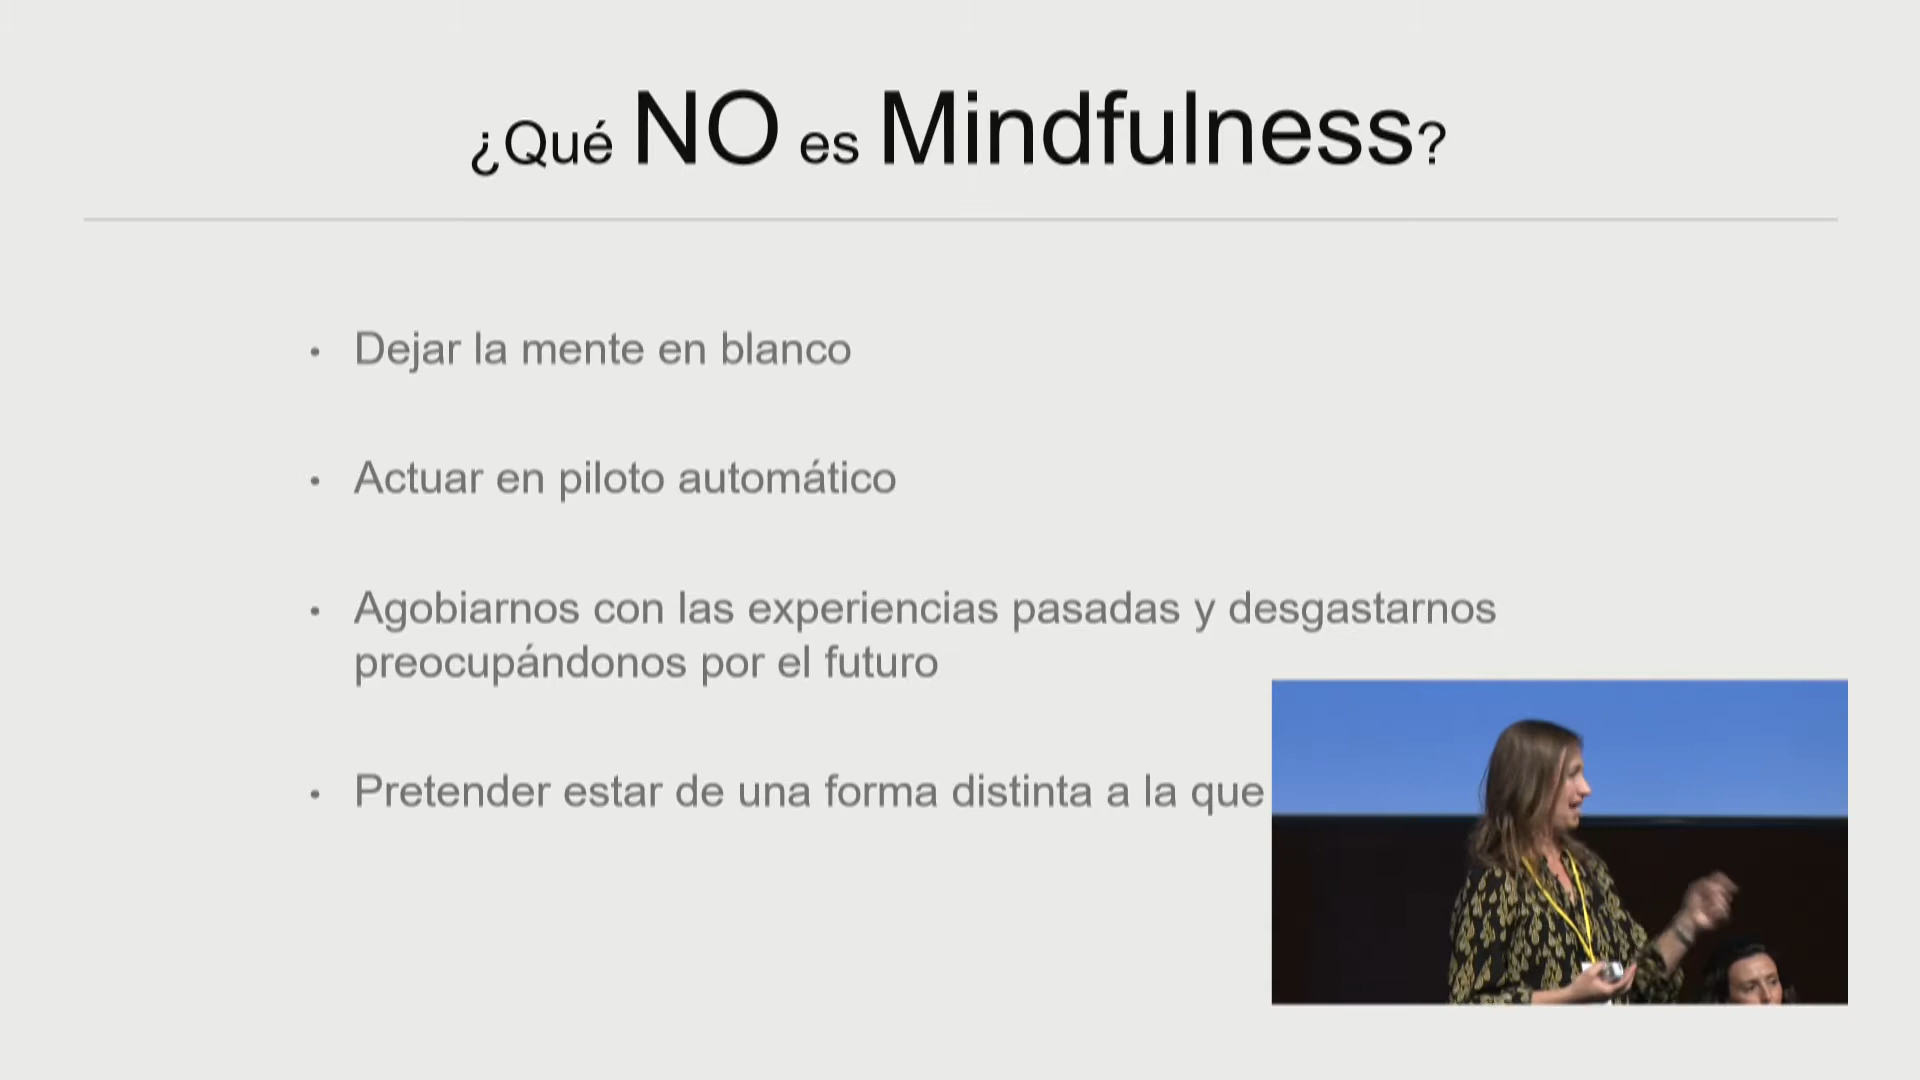 ¿Qué NO es Mindfulness?
• Dejar la mente en blanco
• Actuar en piloto automático
• Agobiarnos con las experiencias pasadas y desgastarnos
preocupándonos por el futuro
• Pretender estar de una forma distinta a la que